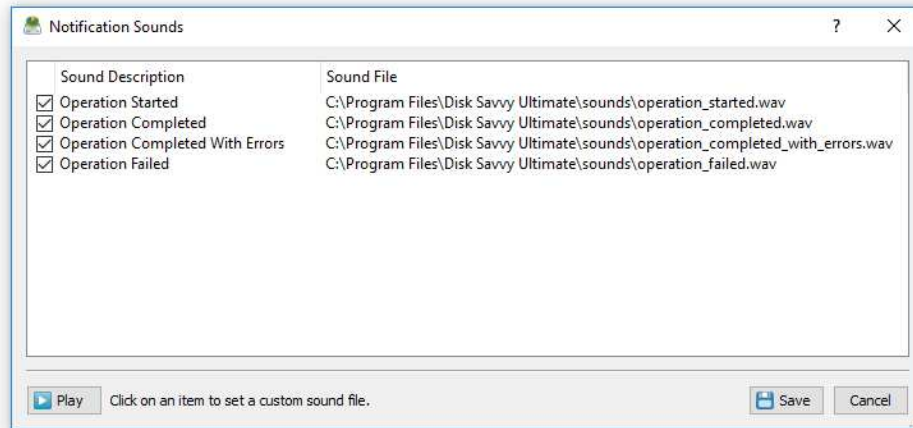 Notification Sounds
Sound Description Sound File
Operation Started C:\Program Files\Disk Savvy Ultimate\sounds\operation_started.wav
Operation Completed C:\Program Files\Disk Savvy Ultimate\sounds\operation_completed.wav
Operation Completed With Errors C:\Program Files\Disk Savvy Ultimate\sounds\operation_completed_with_errors.wav
Operation Failed C:\Program Files\Disk Savvy Ultimate\sounds\operation_failed.wav
Play Click on an item to set a custom sound file. Save Cancel